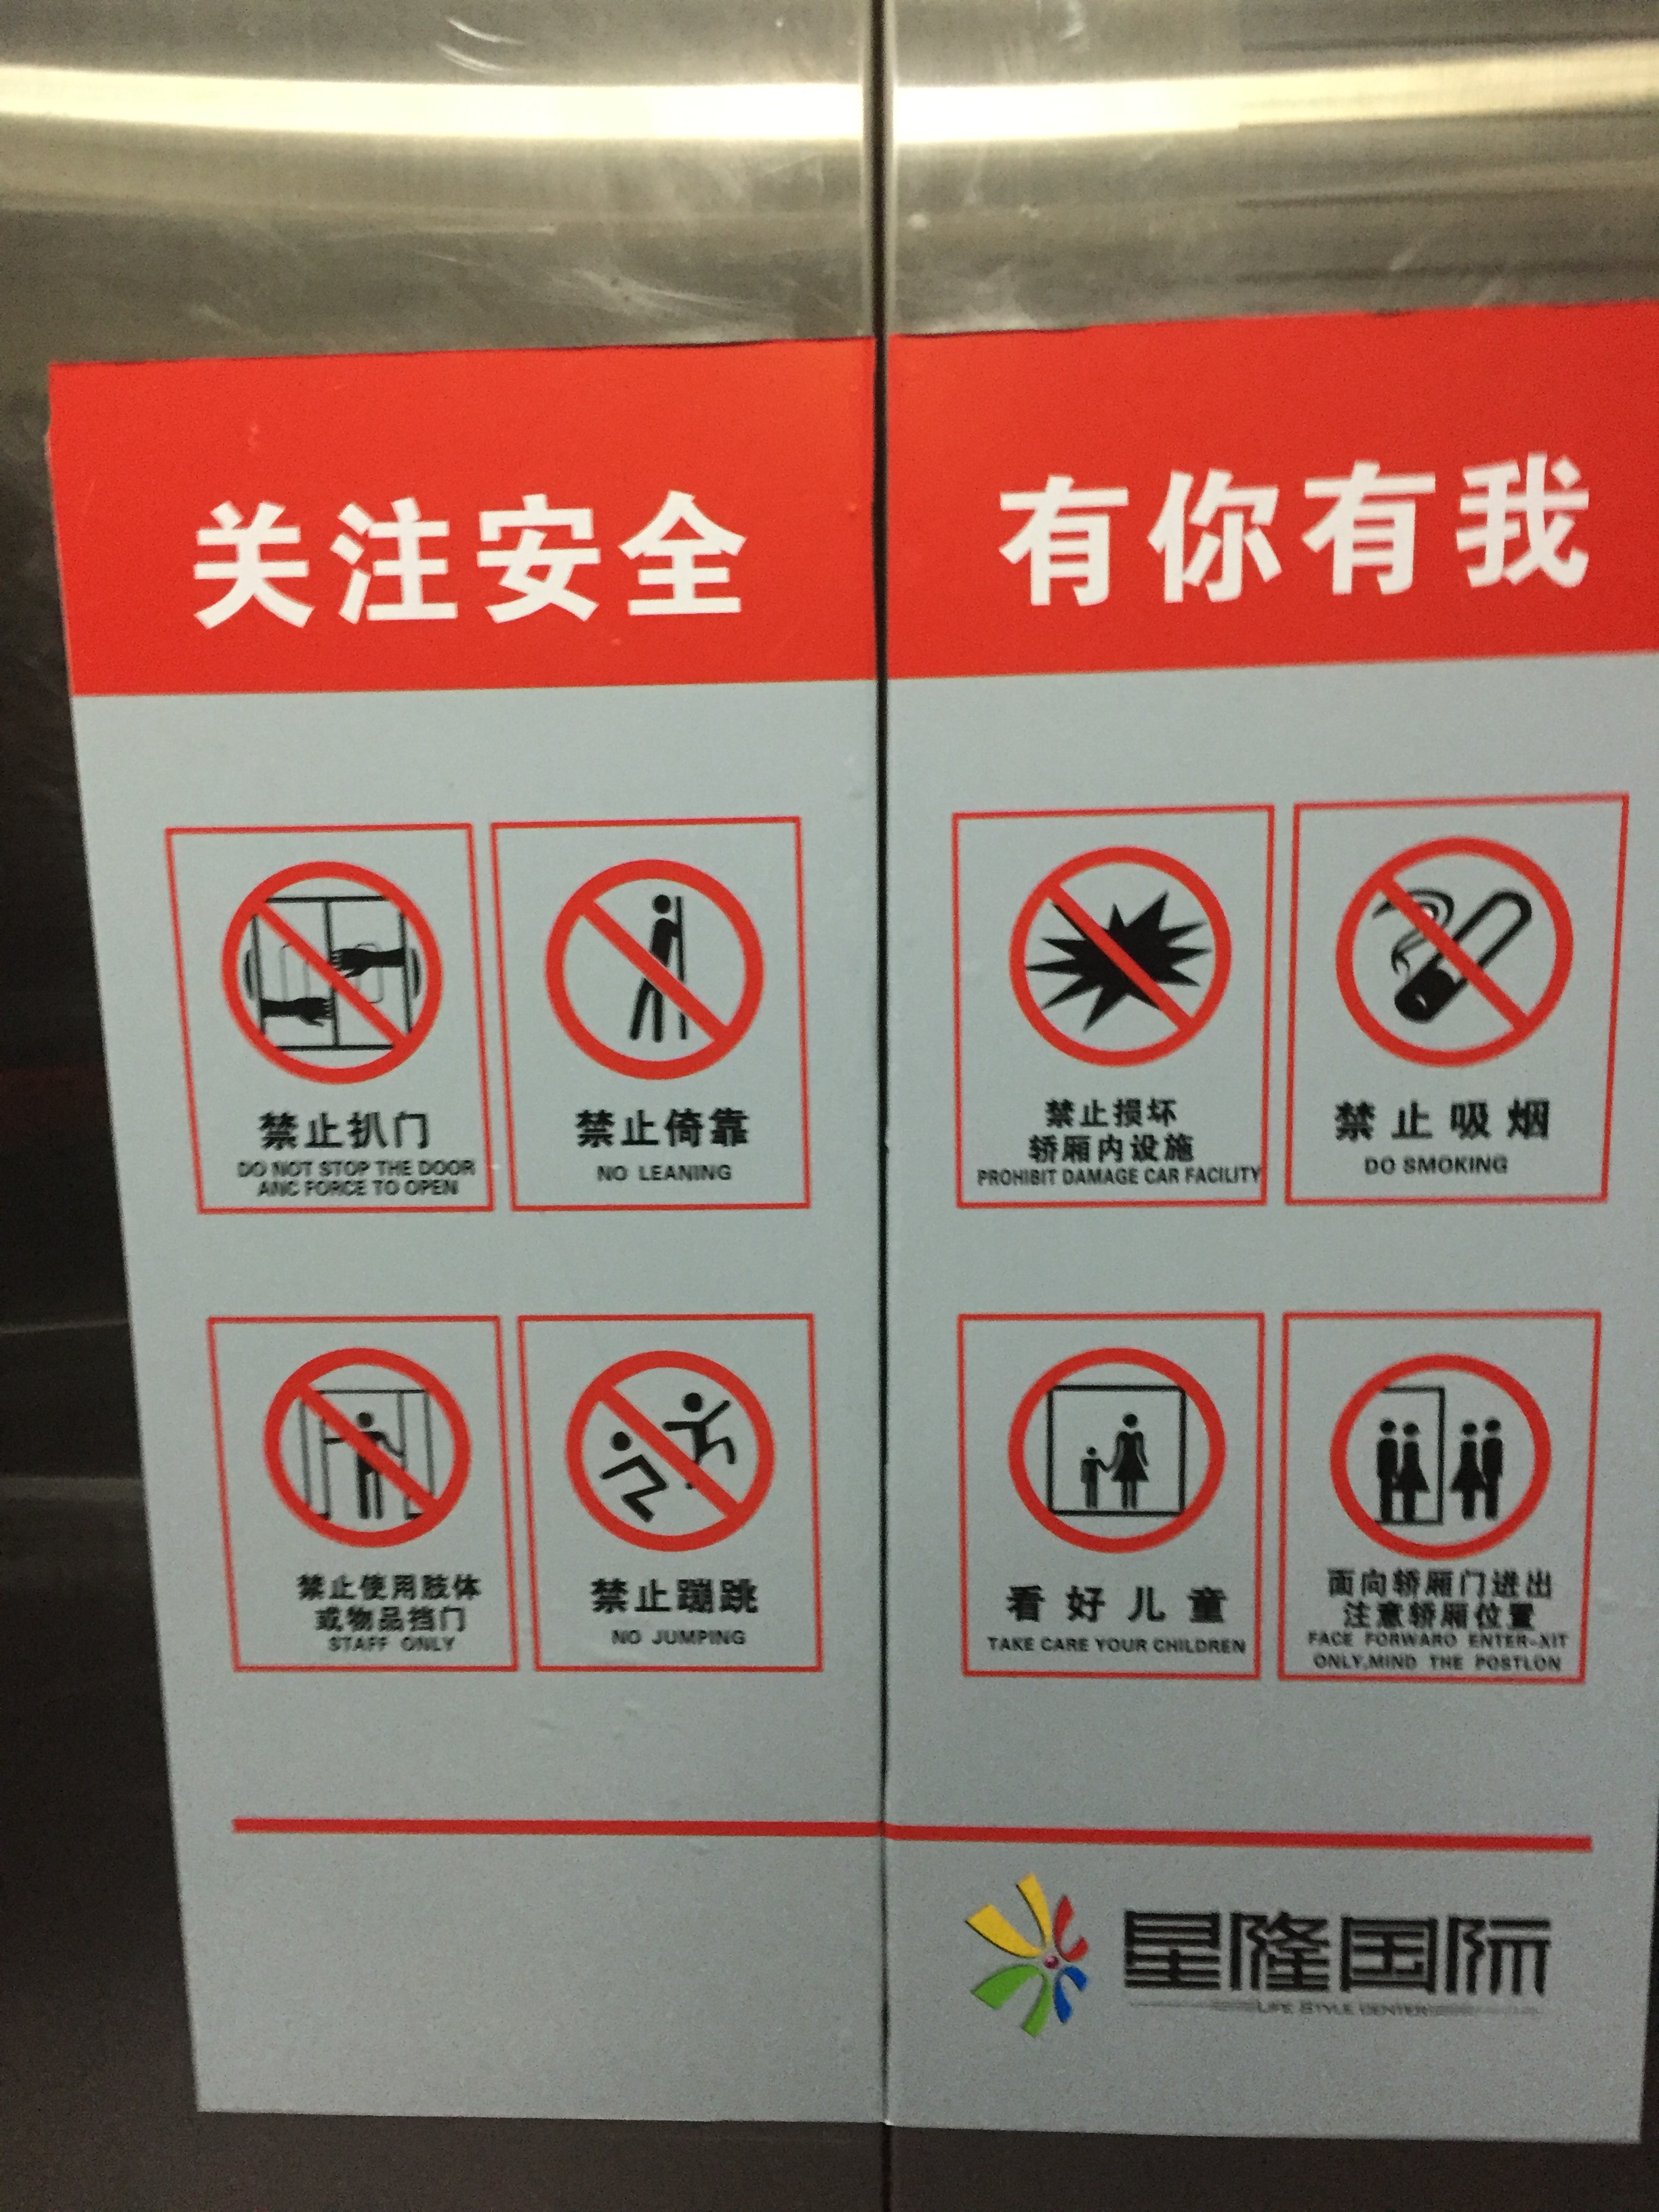 关注安全
有你有我
禁止扒门
DO NOT STOP THE DOOR
ANC FORCE TO OPEN
禁止倚靠
NO LEANING
禁止损坏
轿厢内设施
PROHIBIT DAMAGE CAR FACILITY
禁止吸烟
DO SMOKING
禁止使用肢体
或物品挡门
STAFF ONLY
禁止蹦跳
NO JUMPING
看好儿童
TAKE CARE YOUR CHILDREN
面向轿厢门进出
注意轿厢位置
FACE FORWARD ENTER-XIT
ONLY,MIND THE POSTLON
星隆国际
LIFE STYLE CENTER